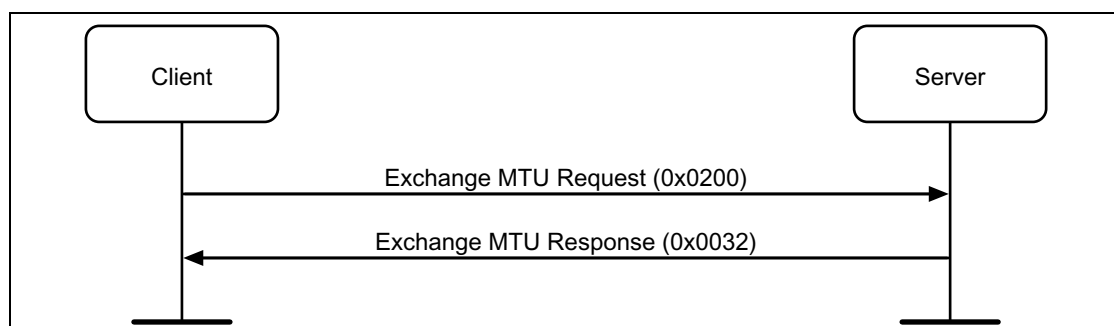 Client
Server
Exchange MTU Request (0x0200)
Exchange MTU Response (0x0032)